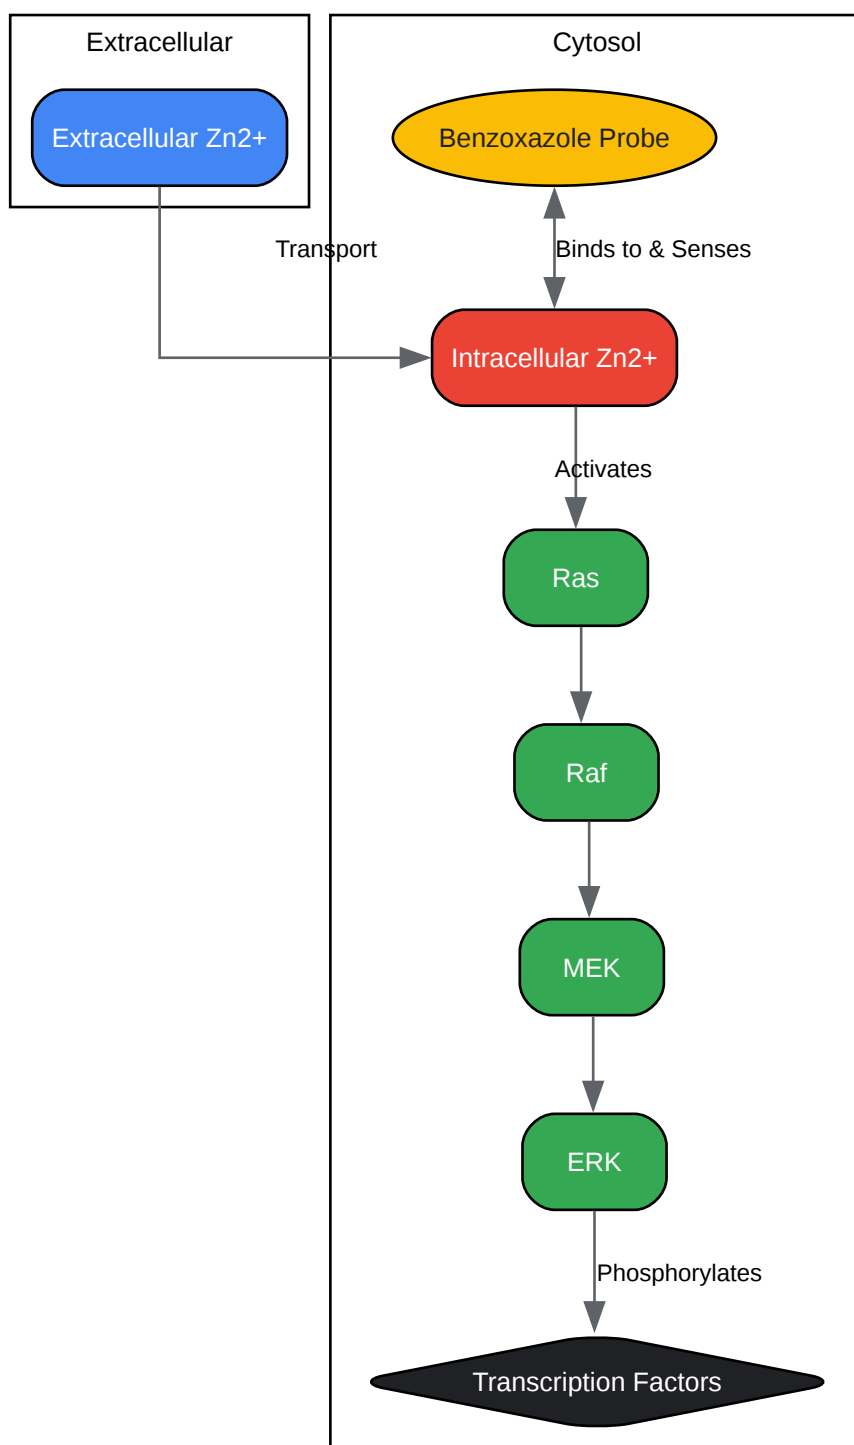 Extracellular
Cytosol
Extracellular Zn2+
Benzoxazole Probe
Transport
Binds to & Senses
Intracellular Zn2+
Activates
Ras
Raf
MEK
ERK
Phosphorylates
Transcription Factors